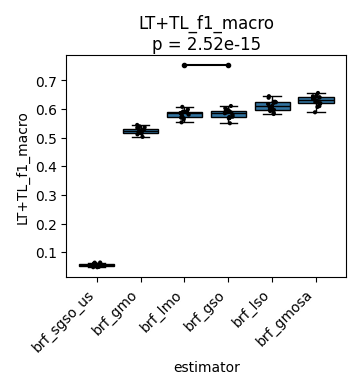 LT+TL_f1_macro
p = 2.52e-15
LT+TL_f1_macro
0.7
0.6
0.5
0.4
0.3
0.2
0.1
brf_sgso_us
brf_gmo
brf_lmo
brf_gso
brf_lso
brf_gmosa
estimator